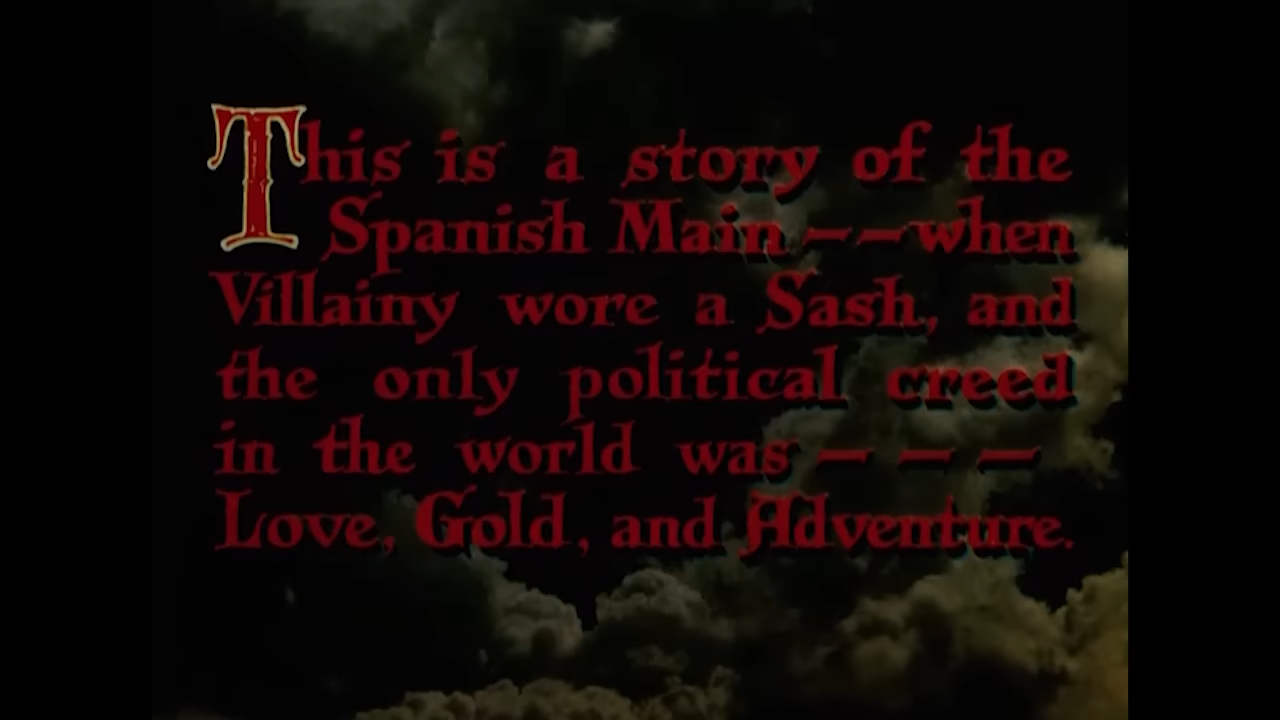 This is a story of the
Spanish Main -- when
Villainy wore a Sash, and
the only political creed
in the world was - - -
Love, Gold, and Adventure.